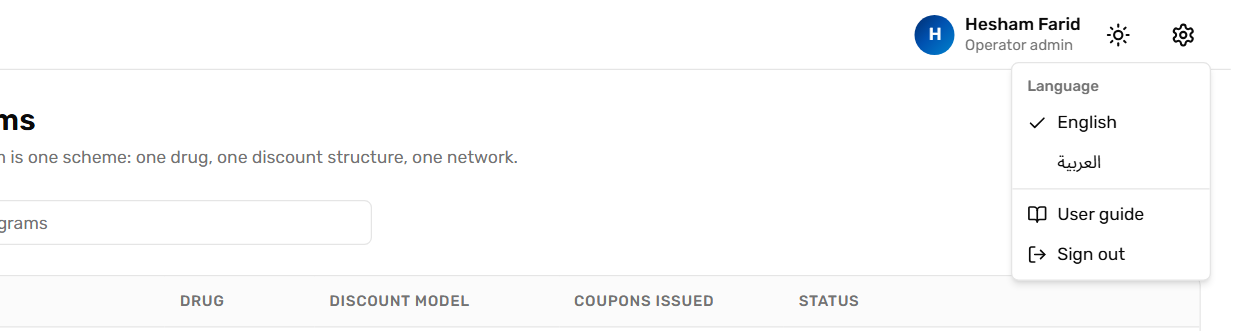 H
Hesham Farid
Operator admin
Language
English
العربية
User guide
Sign out
ms
is one scheme: one drug, one discount structure, one network.
grams
DRUG DISCOUNT MODEL COUPONS ISSUED STATUS